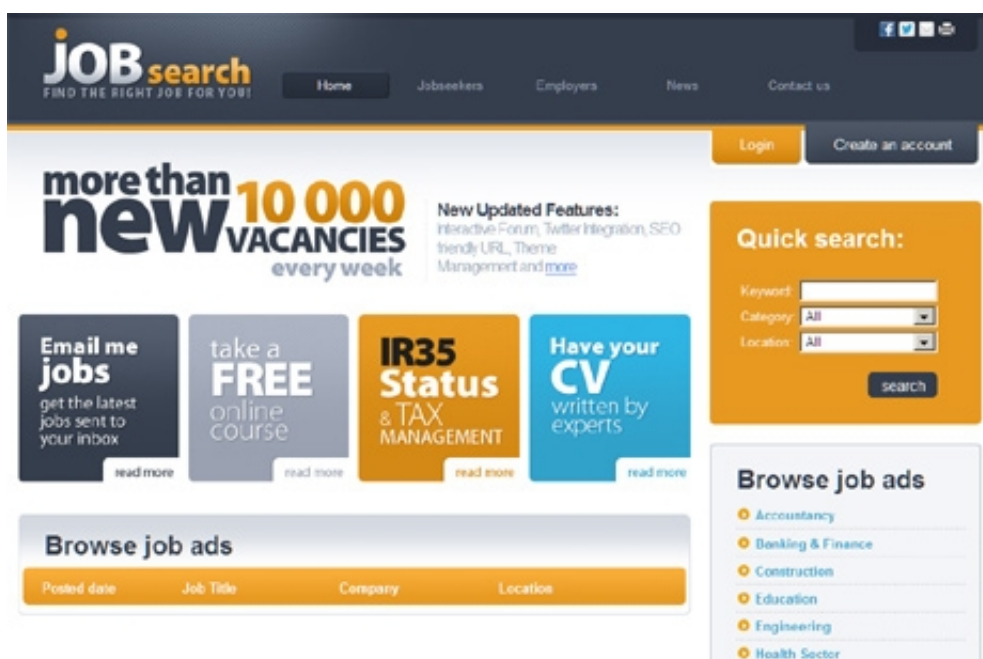 JOB search
FIND THE RIGHT JOB FOR YOU!
Home
Jobseekers
Employers
News
Contact us
Login
Create an account
more than
new 10 000
VACANCIES
every week
New Updated Features:
Interactive Forum, Twitter Integration, SEO
friendly URL, Theme
Management and more
Quick search:
Keyword:
Category: All
Location: All
search
Email me
jobs
get the latest
jobs sent to
your inbox
read more
take a
FREE
online
course
read more
IR35
Status
& TAX
MANAGEMENT
read more
Have your
CV
written by
experts
read more
Browse job ads
Posted date
Job Title
Company
Location
Browse job ads
Accountancy
Banking & Finance
Construction
Education
Engineering
Health Sector